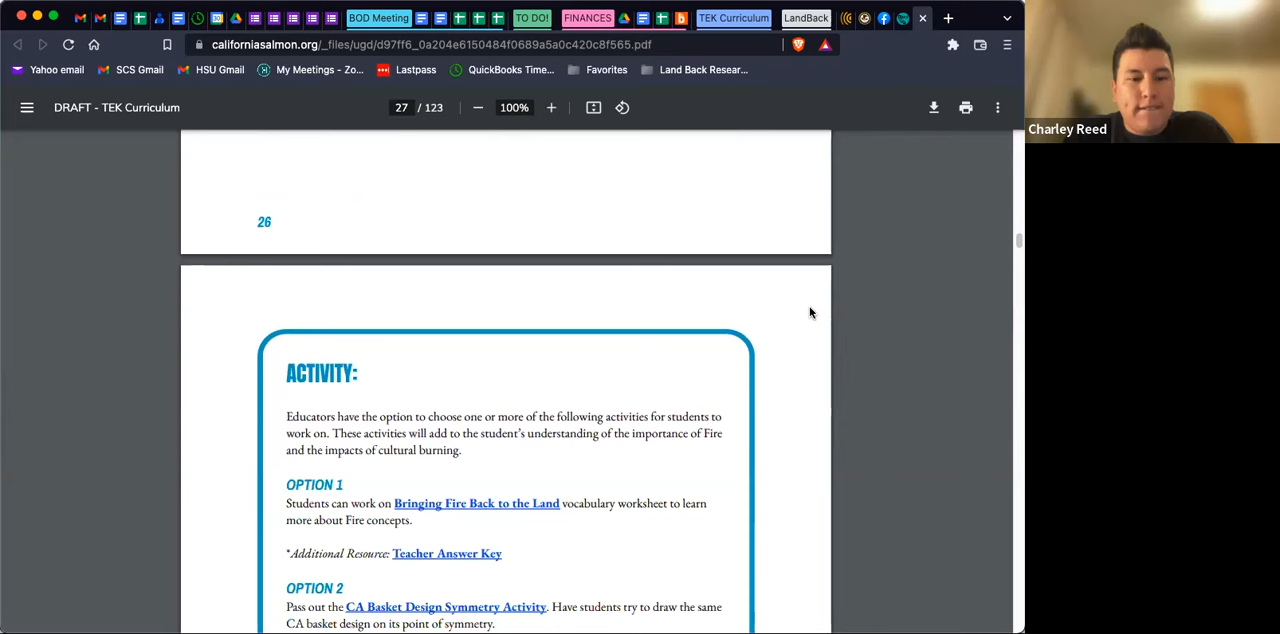 BOD Meeting TO DO! FINANCES TEK Curriculum LandBack
californiasalmon.org/_files/ugd/d97ff6_0a204e6150484f0689a5a0c420c8f565.pdf
Yahoo email SCS Gmail HSU Gmail My Meetings - Zo... Lastpass QuickBooks Time... Favorites Land Back Resear...
DRAFT - TEK Curriculum 27 / 123 100%
Charley Reed
26
ACTIVITY:
Educators have the option to choose one or more of the following activities for students to
work on. These activities will add to the student's understanding of the importance of Fire
and the impacts of cultural burning.
OPTION 1
Students can work on Bringing Fire Back to the Land vocabulary worksheet to learn
more about Fire concepts.
*Additional Resource: Teacher Answer Key
OPTION 2
Pass out the CA Basket Design Symmetry Activity. Have students try to draw the same
CA basket design on its point of symmetry.